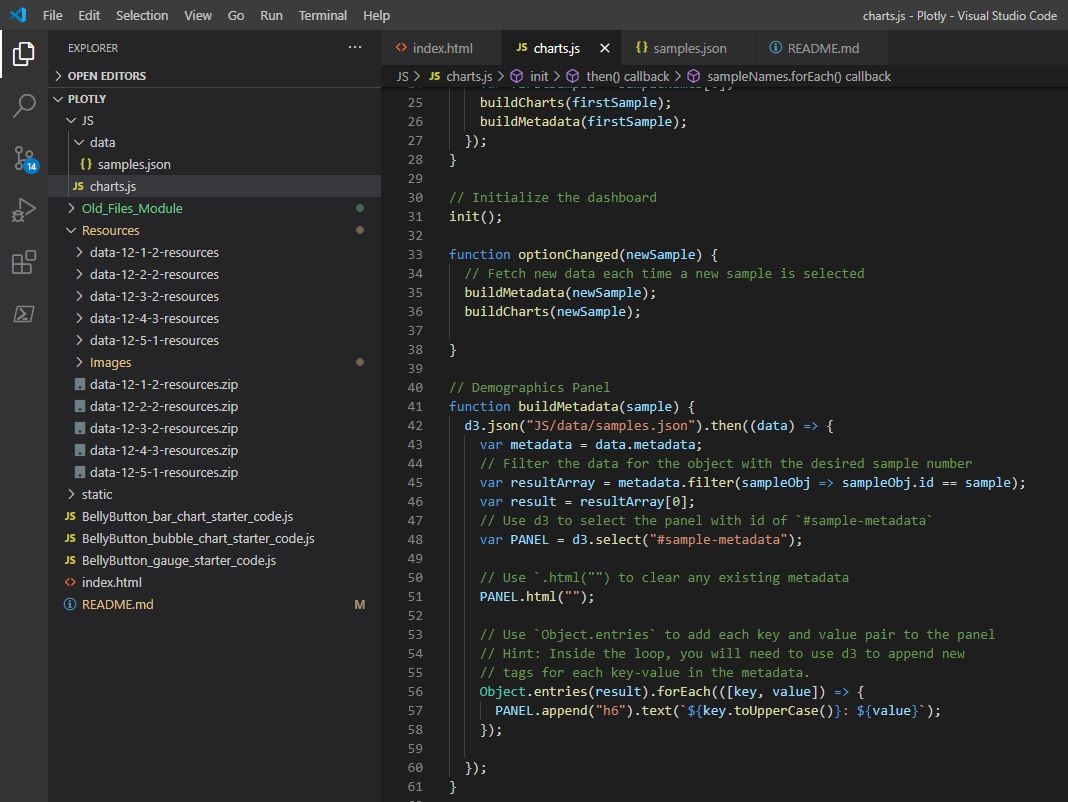 File Edit Selection View Go Run Terminal Help charts.js - Plotly - Visual Studio Code
EXPLORER ...
OPEN EDITORS
PLOTLY
JS
data
{} samples.json
JS charts.js
Old_Files_Module
Resources
data-12-1-2-resources
data-12-2-2-resources
data-12-3-2-resources
data-12-4-3-resources
data-12-5-1-resources
Images
data-12-1-2-resources.zip
data-12-2-2-resources.zip
data-12-3-2-resources.zip
data-12-4-3-resources.zip
data-12-5-1-resources.zip
static
JS BellyButton_bar_chart_starter_code.js
JS BellyButton_bubble_chart_starter_code.js
JS BellyButton_gauge_starter_code.js
<> index.html
README.md M
14
<> index.html JS charts.js × {} samples.json README.md
JS > JS charts.js > init > then() callback > sampleNames.forEach() callback
25 buildCharts(firstSample);
26 buildMetadata(firstSample);
27 });
28 }
29
30 // Initialize the dashboard
31 init();
32
33 function optionChanged(newSample) {
34 // Fetch new data each time a new sample is selected
35 buildMetadata(newSample);
36 buildCharts(newSample);
37
38 }
39
40 // Demographics Panel
41 function buildMetadata(sample) {
42 d3.json("JS/data/samples.json").then((data) => {
43 var metadata = data.metadata;
44 // Filter the data for the object with the desired sample number
45 var resultArray = metadata.filter(sampleObj => sampleObj.id == sample);
46 var result = resultArray[0];
47 // Use d3 to select the panel with id of `#sample-metadata`
48 var PANEL = d3.select("#sample-metadata");
49
50 // Use `.html("") to clear any existing metadata
51 PANEL.html("");
52
53 // Use `Object.entries` to add each key and value pair to the panel
54 // Hint: Inside the loop, you will need to use d3 to append new
55 // tags for each key-value in the metadata.
56 Object.entries(result).forEach(([key, value]) => {
57 PANEL.append("h6").text(`${key.toUpperCase()}: ${value}`);
58 });
59
60 });
61 }